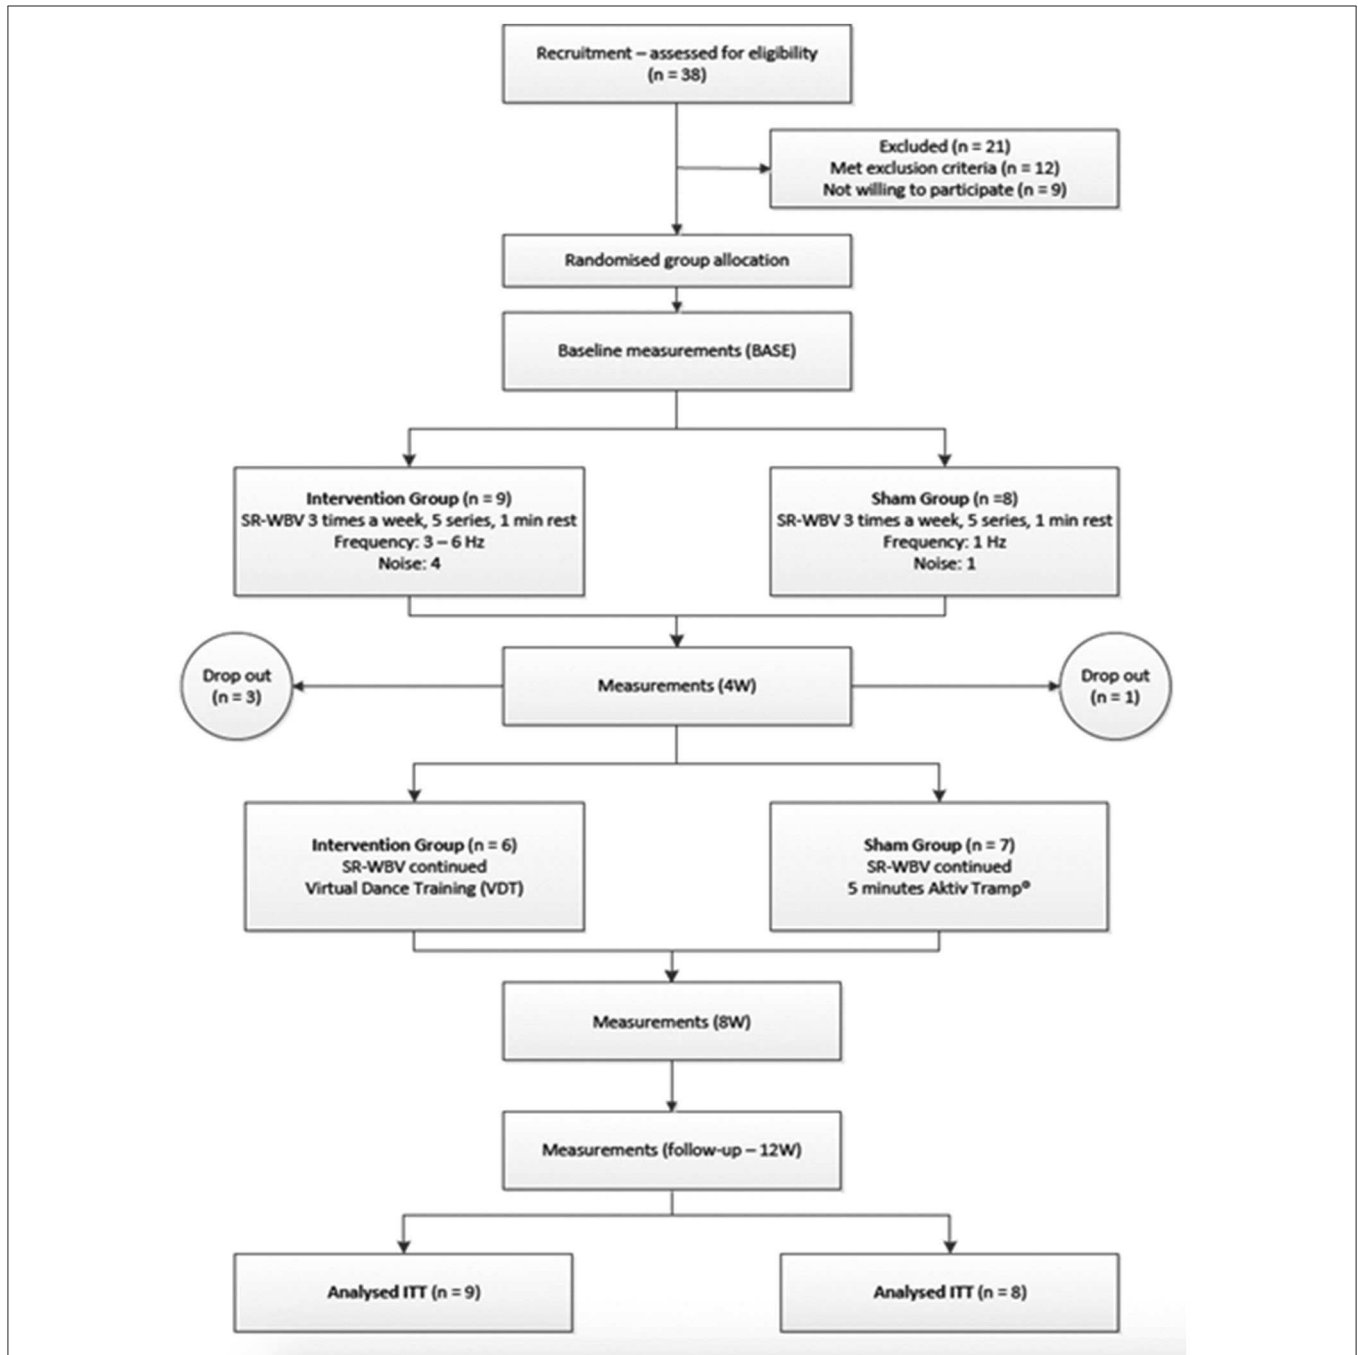 Recruitment – assessed for eligibility
(n = 38)
Excluded (n = 21)
Met exclusion criteria (n = 12)
Not willing to participate (n = 9)
Randomised group allocation
Baseline measurements (BASE)
Intervention Group (n = 9)
SR-WBV 3 times a week, 5 series, 1 min rest
Frequency: 3 – 6 Hz
Noise: 4
Sham Group (n =8)
SR-WBV 3 times a week, 5 series, 1 min rest
Frequency: 1 Hz
Noise: 1
Drop out
(n = 3)
Measurements (4W)
Drop out
(n = 1)
Intervention Group (n = 6)
SR-WBV continued
Virtual Dance Training (VDT)
Sham Group (n = 7)
SR-WBV continued
5 minutes Aktiv Tramp®
Measurements (8W)
Measurements (follow-up – 12W)
Analysed ITT (n = 9)
Analysed ITT (n = 8)